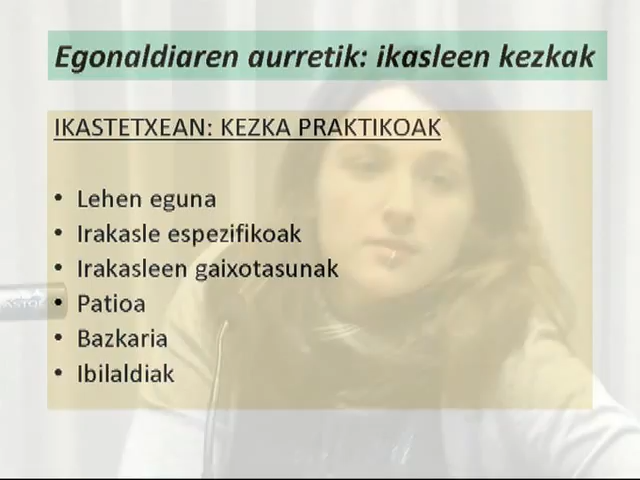 Egonaldiaren aurretik: ikasleen kezkak
IKASTETXEAN: KEZKA PRAKTIKOAK
• Lehen eguna
• Irakasle espezifikoak
• Irakasleen gaixotasunak
• Patioa
• Bazkaria
• Ibilaldiak